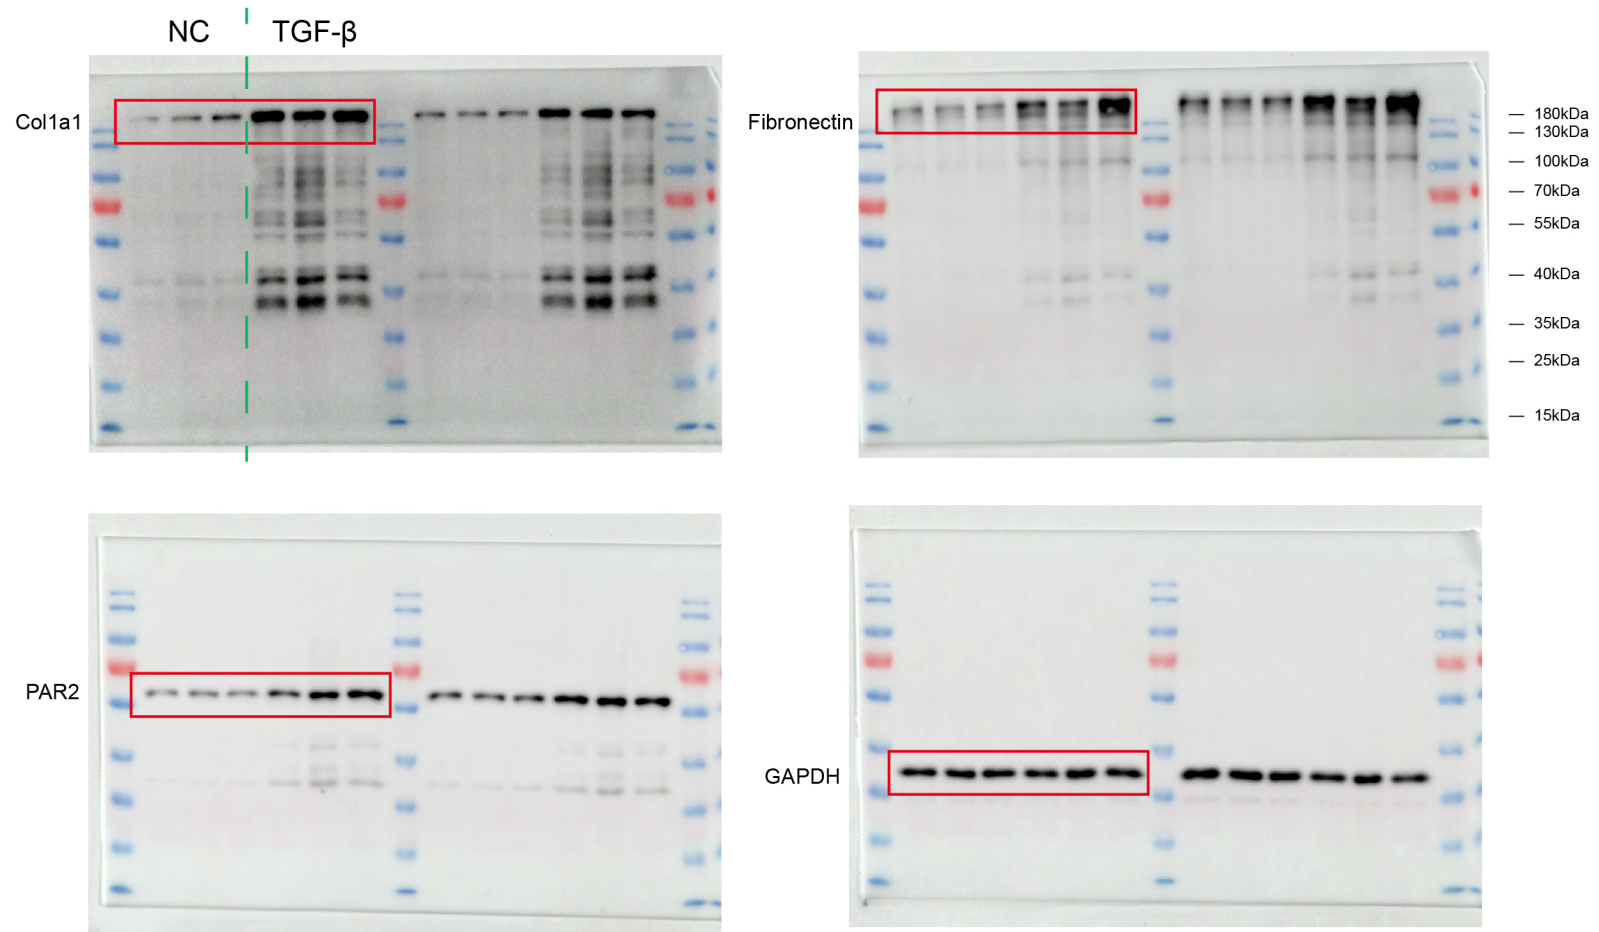 NC TGF-β
Col1a1
Fibronectin
180kDa
130kDa
100kDa
70kDa
55kDa
40kDa
35kDa
25kDa
15kDa
PAR2
GAPDH